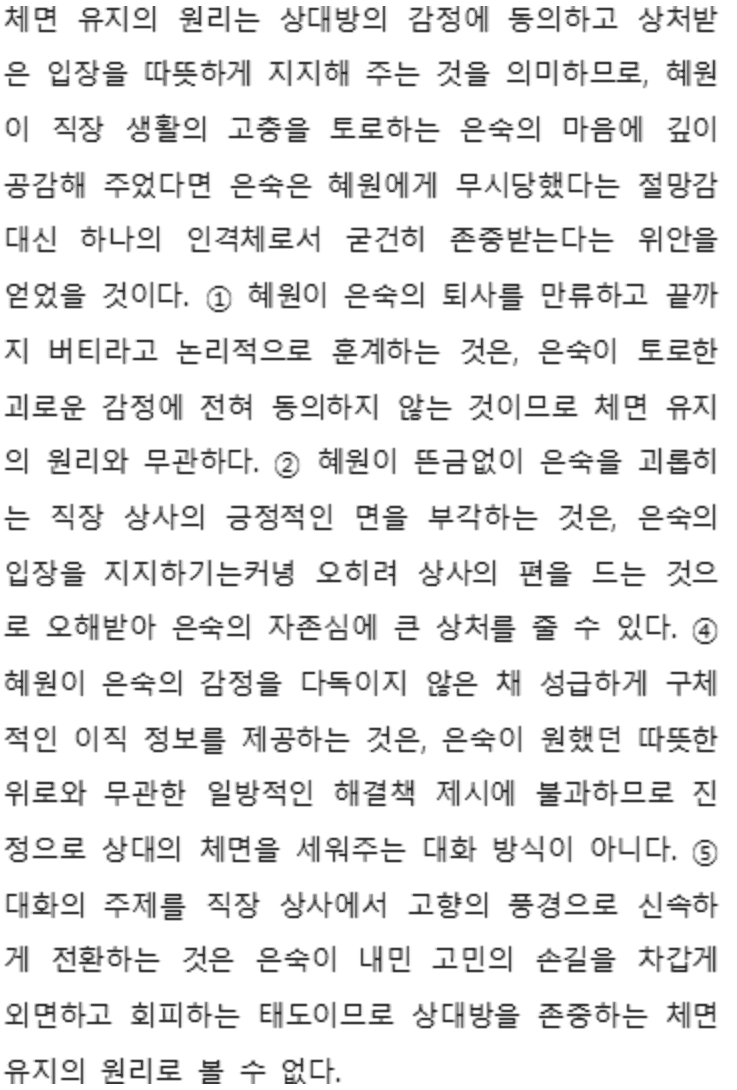 체면 유지의 원리는 상대방의 감정에 동의하고 상처받
은 입장을 따뜻하게 지지해 주는 것을 의미하므로, 혜원
이 직장 생활의 고충을 토로하는 은숙의 마음에 깊이
공감해 주었다면 은숙은 혜원에게 무시당했다는 절망감
대신 하나의 인격체로서 굳건히 존중받는다는 위안을
얻었을 것이다. ① 혜원이 은숙의 퇴사를 만류하고 끝까
지 버티라고 논리적으로 훈계하는 것은, 은숙이 토로한
괴로운 감정에 전혀 동의하지 않는 것이므로 체면 유지
의 원리와 무관하다. ② 혜원이 뜬금없이 은숙을 괴롭히
는 직장 상사의 긍정적인 면을 부각하는 것은, 은숙의
입장을 지지하기는커녕 오히려 상사의 편을 드는 것으
로 오해받아 은숙의 자존심에 큰 상처를 줄 수 있다. ④
혜원이 은숙의 감정을 다독이지 않은 채 성급하게 구체
적인 이직 정보를 제공하는 것은, 은숙이 원했던 따뜻한
위로와 무관한 일방적인 해결책 제시에 불과하므로 진
정으로 상대의 체면을 세워주는 대화 방식이 아니다. ⑤
대화의 주제를 직장 상사에서 고향의 풍경으로 신속하
게 전환하는 것은 은숙이 내민 고민의 손길을 차갑게
외면하고 회피하는 태도이므로 상대방을 존중하는 체면
유지의 원리로 볼 수 없다.